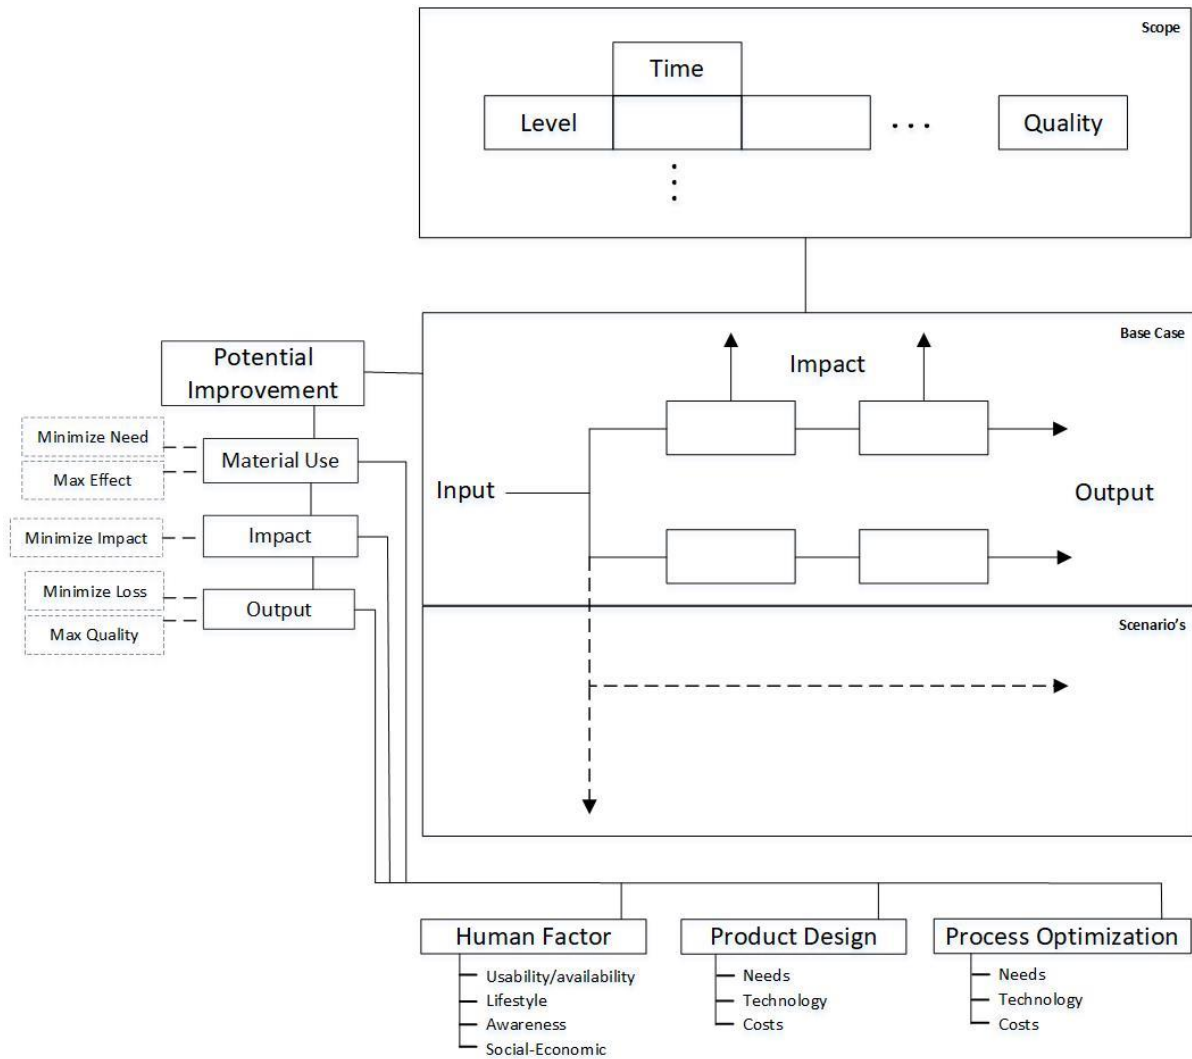 Scope
Time
Level
Quality
Base Case
Impact
Input
Output
Scenario's
Potential
Improvement
Minimize Need
Max Effect
Material Use
Minimize Impact
Impact
Minimize Loss
Max Quality
Output
Human Factor
Usability/availability
Lifestyle
Awareness
Social-Economic
Product Design
Needs
Technology
Costs
Process Optimization
Needs
Technology
Costs